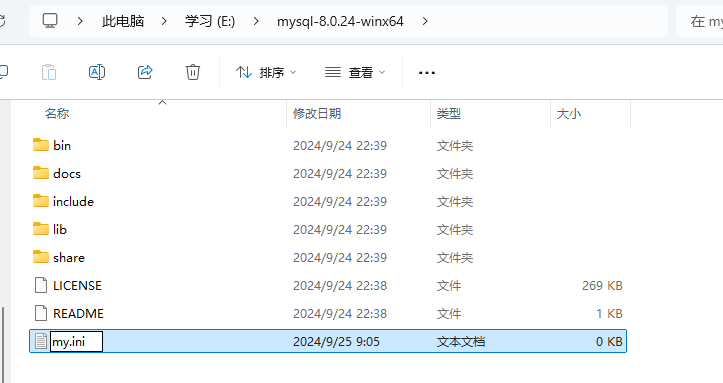 此电脑 学习 (E:) mysql-8.0.24-winx64 在 my
排序 查看
名称 修改日期 类型 大小
bin 2024/9/24 22:39 文件夹
docs 2024/9/24 22:39 文件夹
include 2024/9/24 22:39 文件夹
lib 2024/9/24 22:39 文件夹
share 2024/9/24 22:39 文件夹
LICENSE 2024/9/24 22:38 文件 269 KB
README 2024/9/24 22:38 文件 1 KB
my.ini 2024/9/25 9:05 文本文档 0 KB